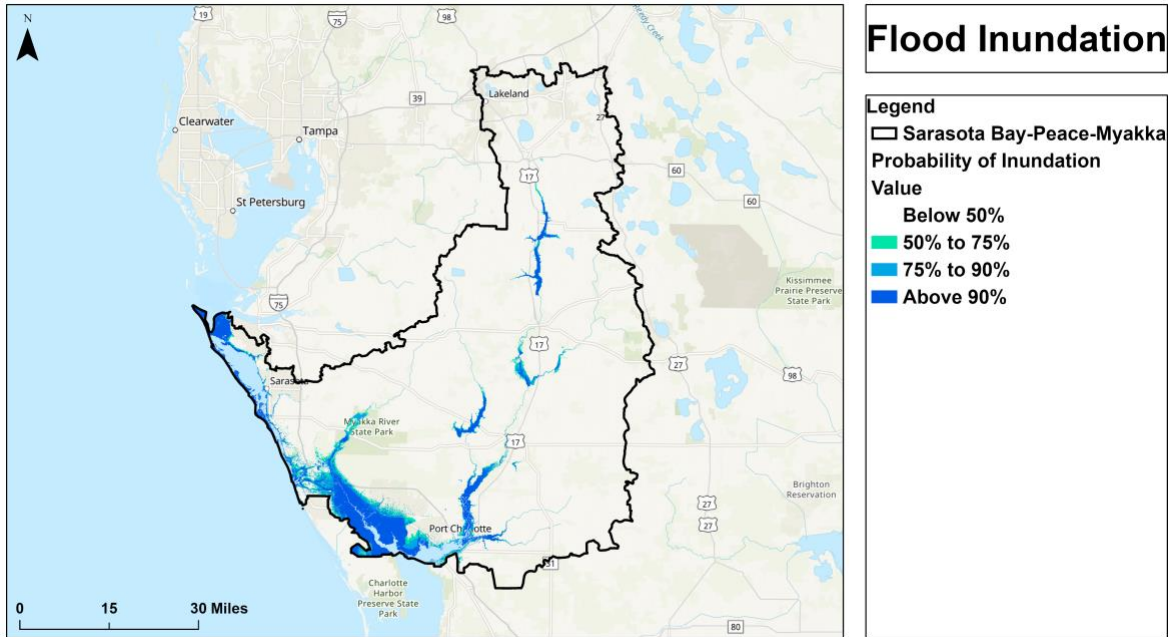 N
19
75
98
Reedy Creek
Lakeland
39
27
Clearwater
Tampa
60
17
60
St Petersburg
Kissimmee
Prairie Preserve
State Park
75
17
27
98
Sarasota
Myakka River
State Park
17
Brighton
Reservation
27
27
Port Charlotte
31
Charlotte
Harbor
Preserve State
Park
80
0 15 30 Miles
Flood Inundation
Legend
Sarasota Bay-Peace-Myakka
Probability of Inundation
Value
Below 50%
50% to 75%
75% to 90%
Above 90%